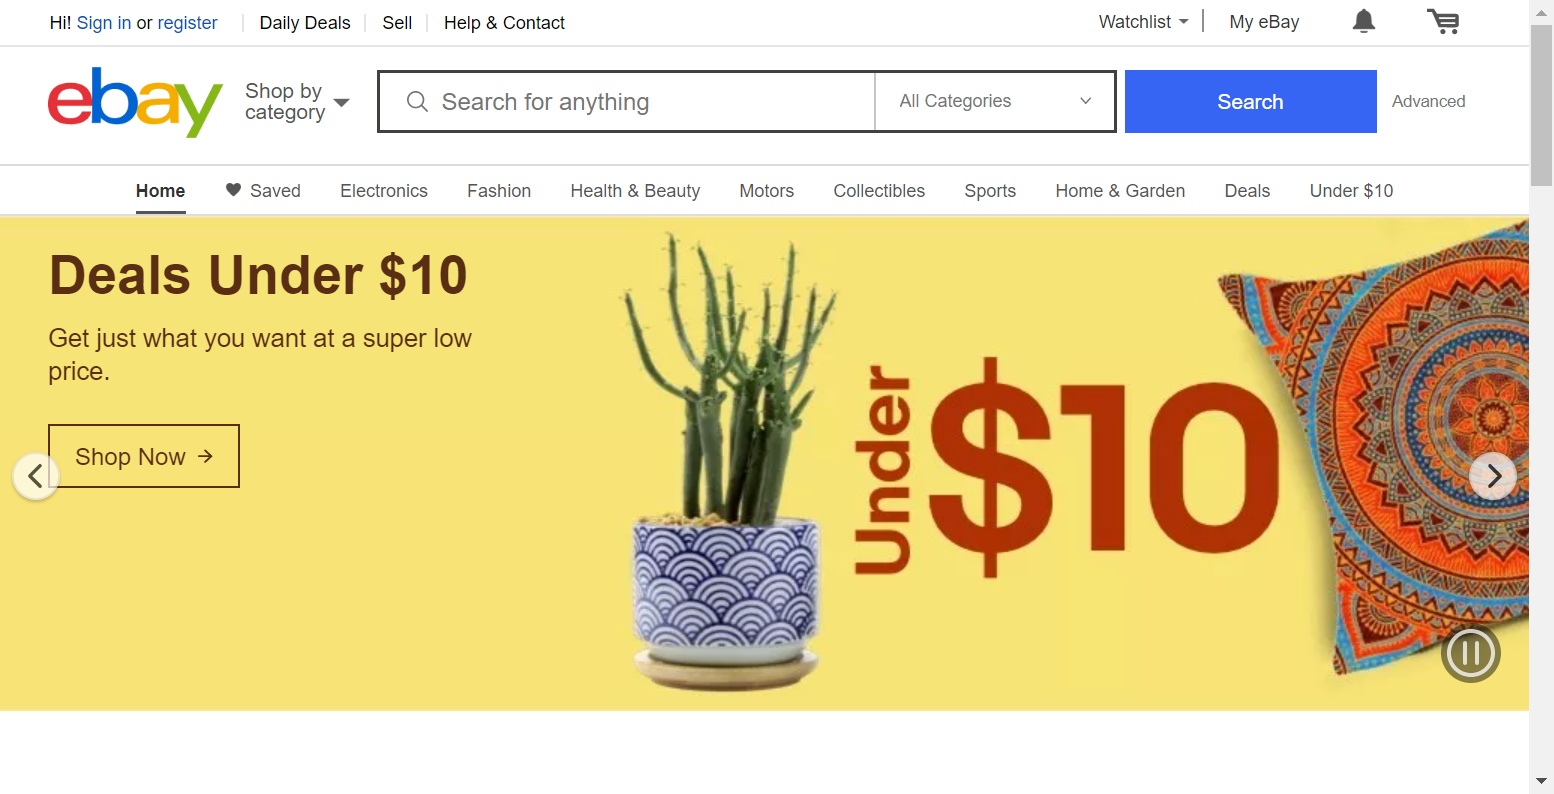 Hi! Sign in or register
Daily Deals
Sell
Help & Contact
Watchlist
My eBay
ebay
Shop by
category
Search for anything
All Categories
Search
Advanced
Home
Saved
Electronics
Fashion
Health & Beauty
Motors
Collectibles
Sports
Home & Garden
Deals
Under $10
Deals Under $10
Get just what you want at a super low
price.
Shop Now
Under
$10